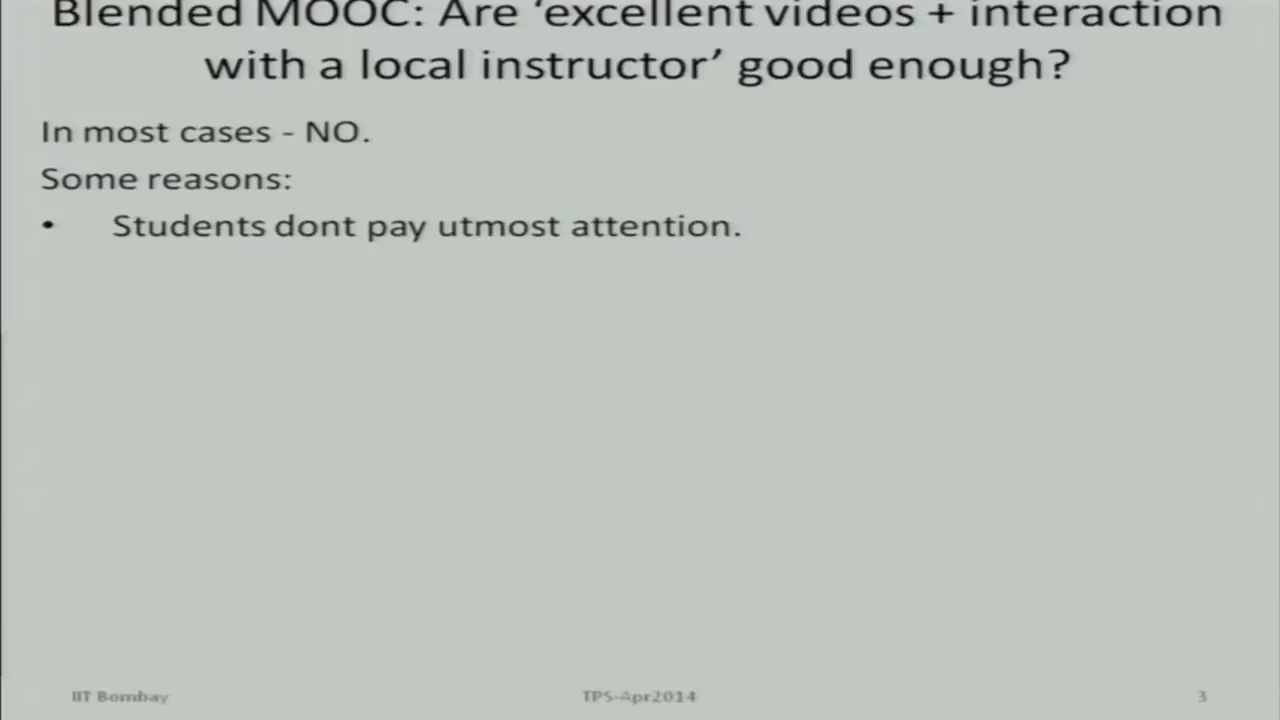 Blended MOOC: Are ‘excellent videos + interaction
with a local instructor’ good enough?
In most cases - NO.
Some reasons:
• Students dont pay utmost attention.
IIT Bombay TPS-Apr2014 3